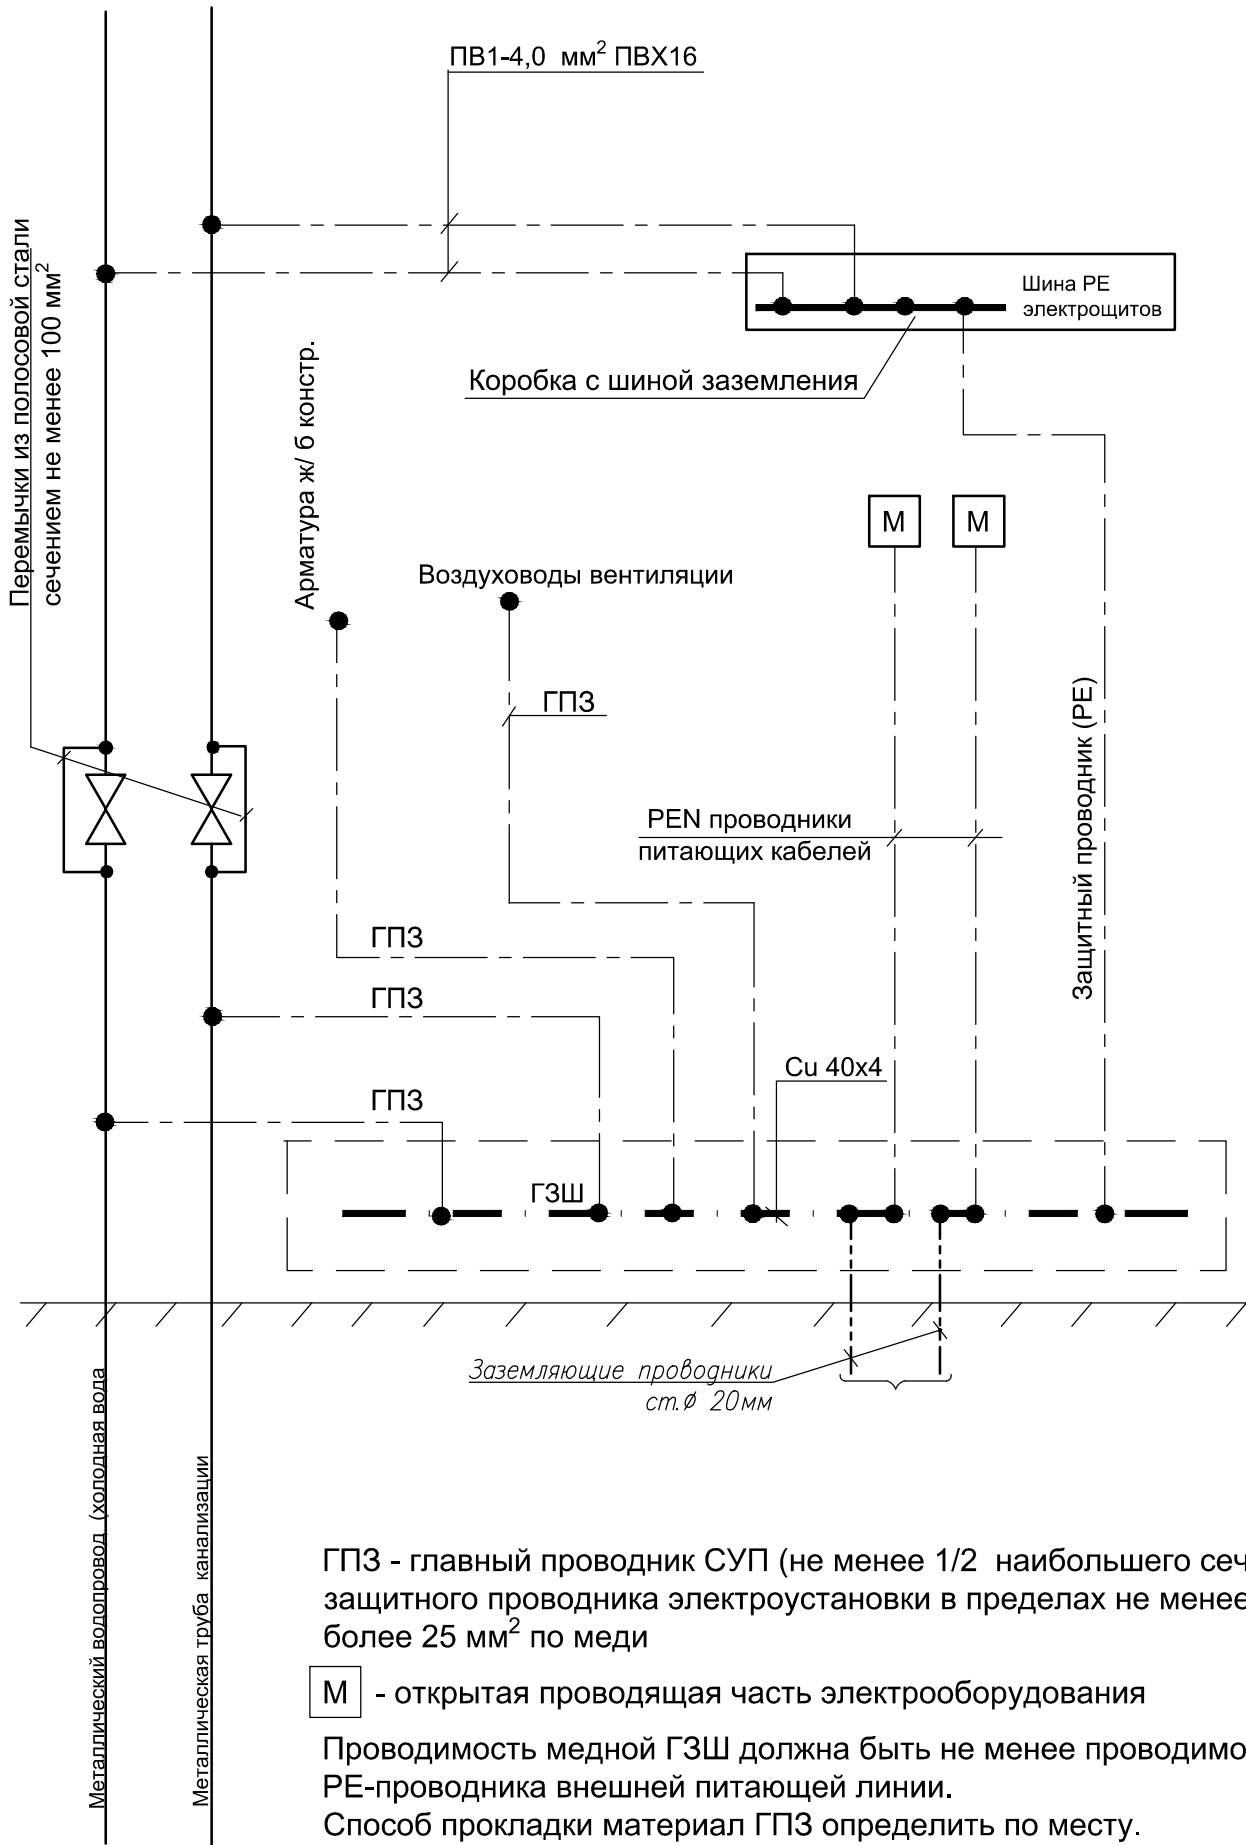 ПВ1-4,0 мм² ПВХ16
Перемычки из полосовой стали
сечением не менее 100 мм²
Шина PE
электрощитов
Коробка с шиной заземления
Арматура ж/ б констр.
M
M
Воздуховоды вентиляции
ГПЗ
Защитный проводник (PE)
PEN проводники
питающих кабелей
ГПЗ
ГПЗ
Cu 40x4
ГПЗ
ГЗШ
Заземляющие проводники
ст.ϕ 20мм
Металлический водопровод (холодная вода
Металлическая труба канализации
ГПЗ - главный проводник СУП (не менее 1/2 наибольшего
защитного проводника электроустановки в пределах не менее
более 25 мм² по меди
M - открытая проводящая часть электрооборудования
Проводимость медной ГЗШ должна быть не менее
PE-проводника внешней питающей линии.
Способ прокладки материал ГПЗ определить по месту.